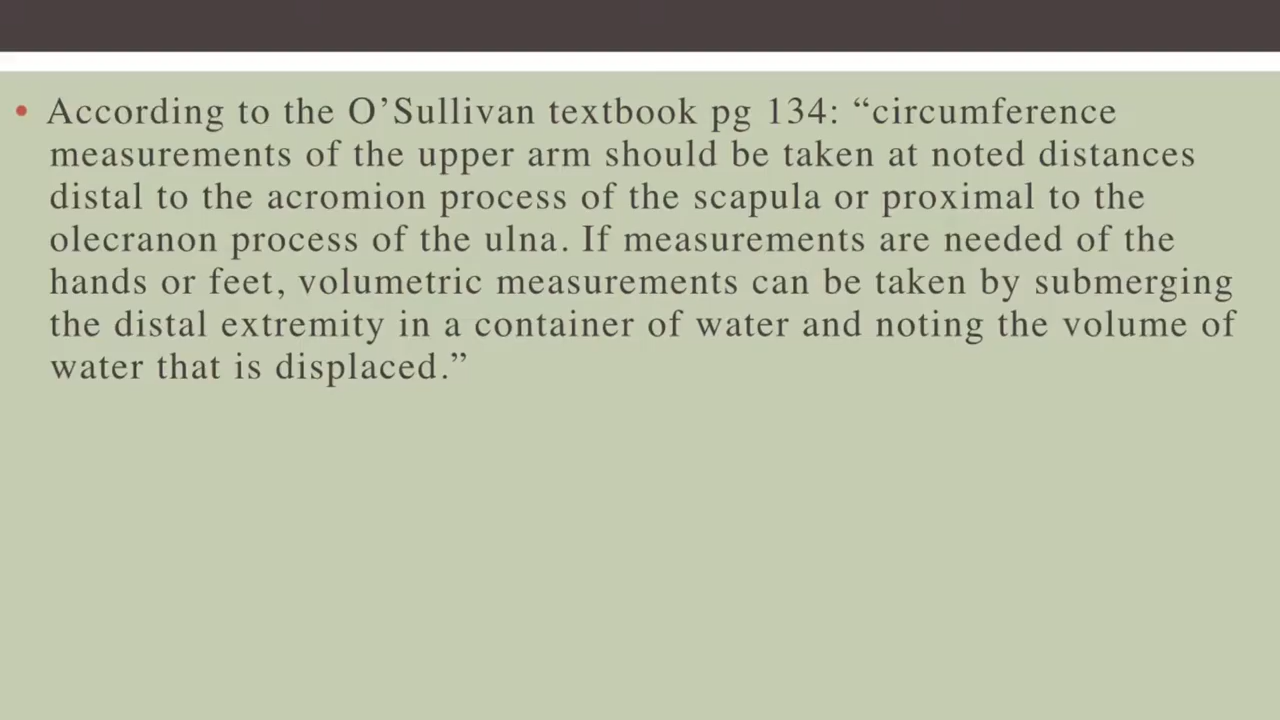 • According to the O’Sullivan textbook pg 134: “circumference
measurements of the upper arm should be taken at noted distances
distal to the acromion process of the scapula or proximal to the
olecranon process of the ulna. If measurements are needed of the
hands or feet, volumetric measurements can be taken by submerging
the distal extremity in a container of water and noting the volume of
water that is displaced.”